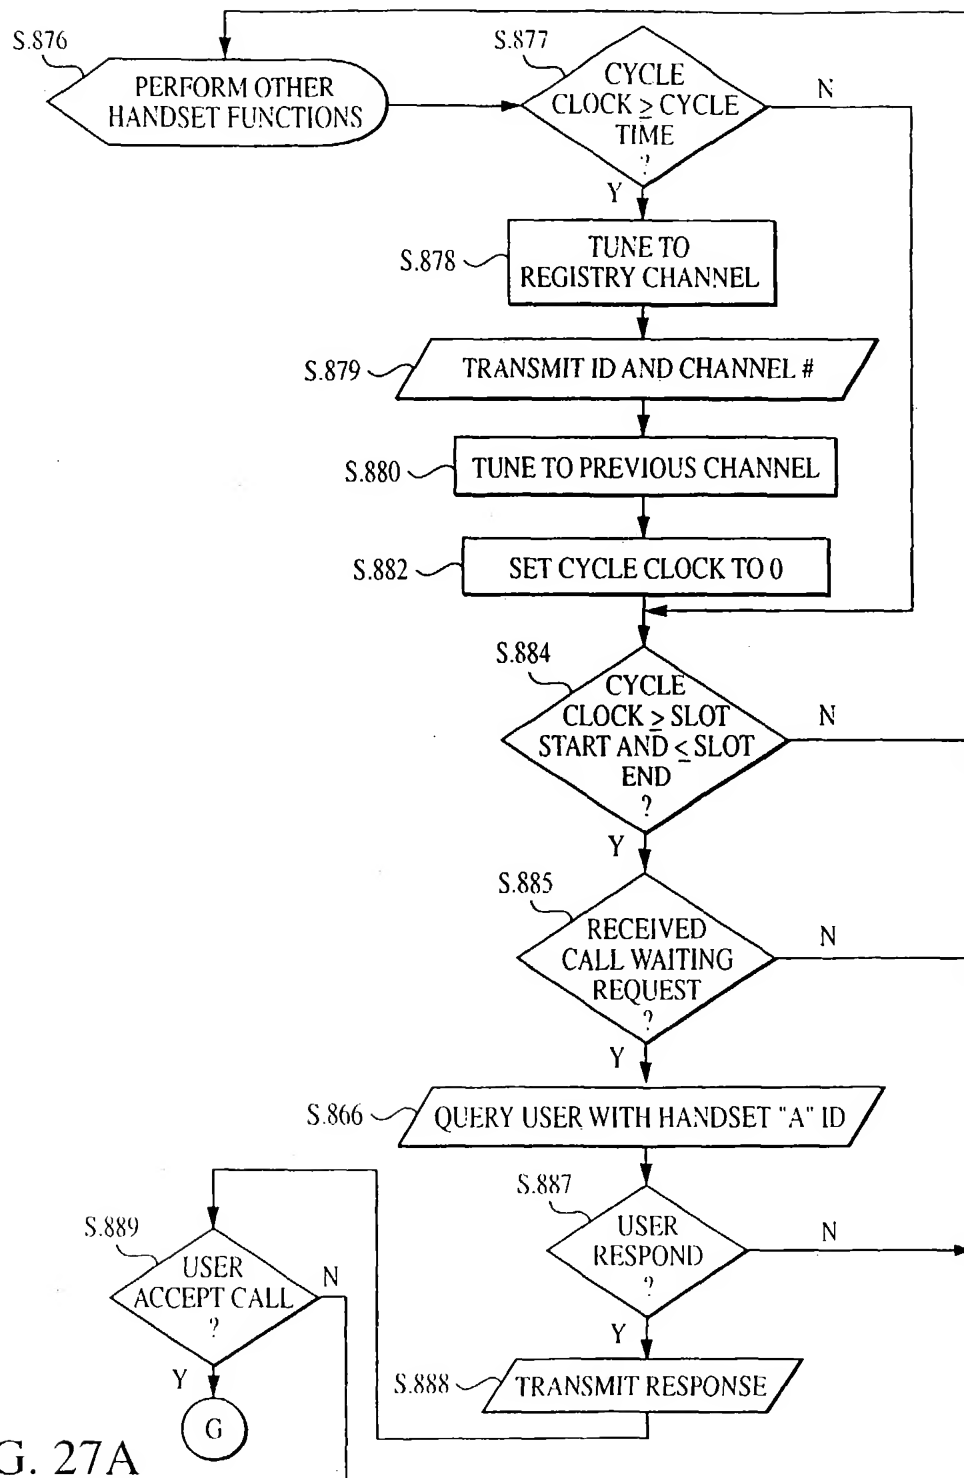 S.876
PERFORM OTHER
HANDSET FUNCTIONS
S.877
CYCLE
CLOCK ≥ CYCLE
TIME
?
N
Y
S.878
TUNE TO
REGISTRY CHANNEL
S.879
TRANSMIT ID AND CHANNEL #
S.880
TUNE TO PREVIOUS CHANNEL
S.882
SET CYCLE CLOCK TO 0
S.884
CYCLE
CLOCK ≥ SLOT
START AND ≤ SLOT
END
?
N
Y
S.885
RECEIVED
CALL WAITING
REQUEST
?
N
Y
S.866
QUERY USER WITH HANDSET "A" ID
S.887
USER
RESPOND
?
N
Y
S.888
TRANSMIT RESPONSE
S.889
USER
ACCEPT CALL
?
N
Y
G
G. 27A